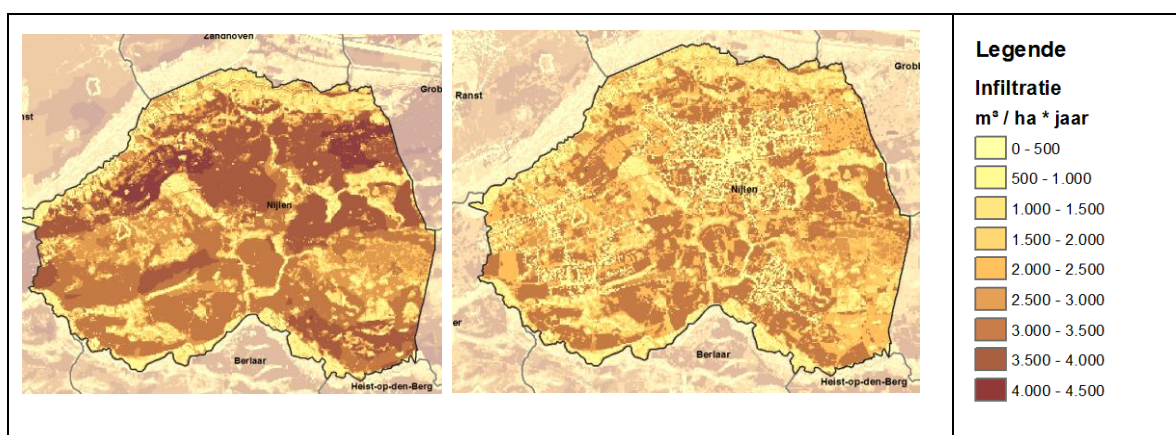 Zandhoven
Grob
nst
Nijlen
Berlaar
Heist-op-den-Berg
Grobb
Ranst
Nijlen
er
Berlaar
Heist-op-den-Berg
Legende
Infiltratie
m³ / ha * jaar
0 - 500
500 - 1.000
1.000 - 1.500
1.500 - 2.000
2.000 - 2.500
2.500 - 3.000
3.000 - 3.500
3.500 - 4.000
4.000 - 4.500